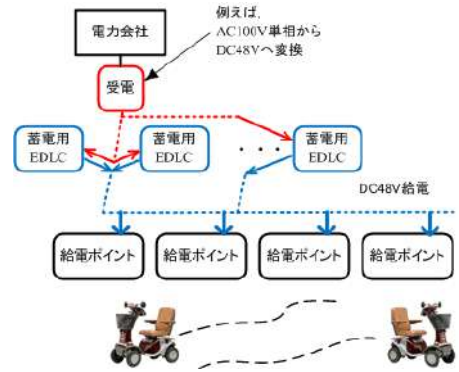 電力会社
例えば,
AC100V単相から
DC48Vへ変換
受電
蓄電用
EDLC
蓄電用
EDLC
・・・
蓄電用
EDLC
DC48V給電
給電ポイント
給電ポイント
給電ポイント
給電ポイント